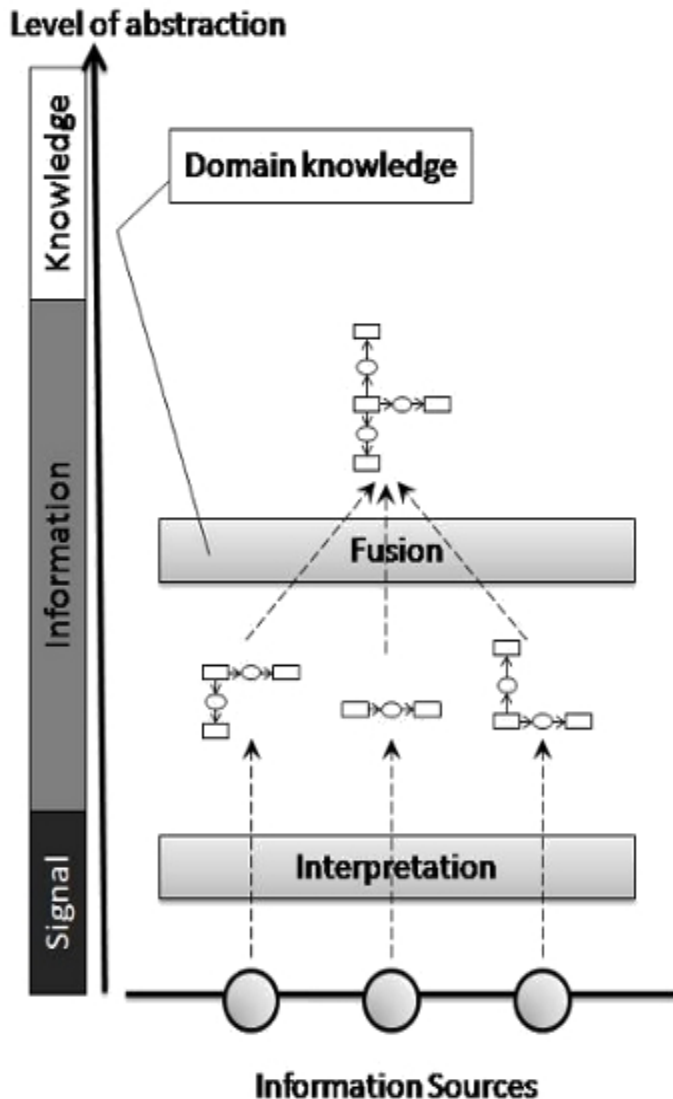 Level of abstraction
Knowledge
Domain knowledge
Information
Fusion
Signal
Interpretation
Information Sources